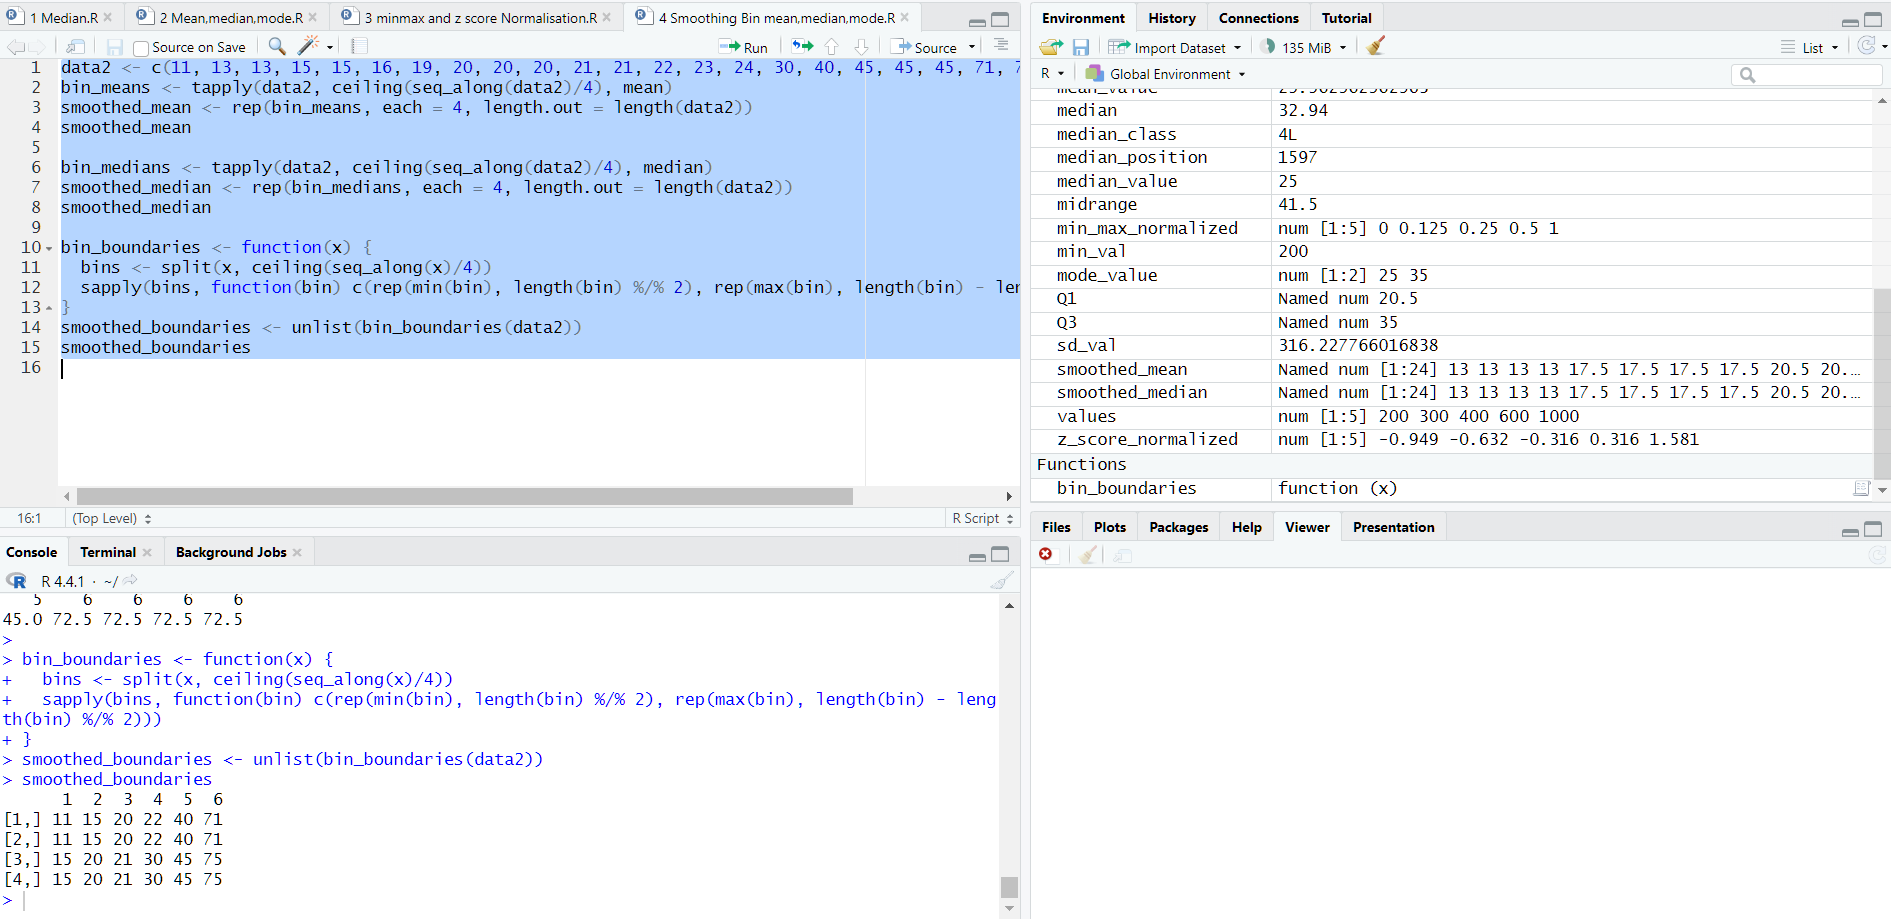 1 Median.R
2 Mean,median,mode.R
3 minmax and z score Normalisation.R
4 Smoothing Bin mean,median,mode.R
Source on Save
Run
Source
1 data2 <- c(11, 13, 13, 15, 15, 16, 19, 20, 20, 20, 21, 21, 22, 23, 24, 30, 40, 45, 45, 45, 71,
2 bin_means <- tapply(data2, ceiling(seq_along(data2)/4), mean)
3 smoothed_mean <- rep(bin_means, each = 4, length.out = length(data2))
4 smoothed_mean
5
6 bin_medians <- tapply(data2, ceiling(seq_along(data2)/4), median)
7 smoothed_median <- rep(bin_medians, each = 4, length.out = length(data2))
8 smoothed_median
9
10 bin_boundaries <- function(x) {
11   bins <- split(x, ceiling(seq_along(x)/4))
12   sapply(bins, function(bin) c(rep(min(bin), length(bin) %/% 2), rep(max(bin), length(bin) - len
13 }
14 smoothed_boundaries <- unlist(bin_boundaries(data2))
15 smoothed_boundaries
16
16:1
(Top Level)
R Script
Console
Terminal
Background Jobs
R 4.4.1 · ~/
5 6 6 6 6
45.0 72.5 72.5 72.5 72.5
>
> bin_boundaries <- function(x) {
+   bins <- split(x, ceiling(seq_along(x)/4))
+   sapply(bins, function(bin) c(rep(min(bin), length(bin) %/% 2), rep(max(bin), length(bin) - leng
th(bin) %/% 2)))
+ }
> smoothed_boundaries <- unlist(bin_boundaries(data2))
> smoothed_boundaries
1 2 3 4 5 6
[1,] 11 15 20 22 40 71
[2,] 11 15 20 22 40 71
[3,] 15 20 21 30 45 75
[4,] 15 20 21 30 45 75
>
Environment
History
Connections
Tutorial
Import Dataset
135 MiB
List
R
Global Environment
mean_value 25.962962962963
median 32.94
median_class 4L
median_position 1597
median_value 25
midrange 41.5
min_max_normalized num [1:5] 0 0.125 0.25 0.5 1
min_val 200
mode_value num [1:2] 25 35
Q1 Named num 20.5
Q3 Named num 35
sd_val 316.227766016838
smoothed_mean Named num [1:24] 13 13 13 13 17.5 17.5 17.5 17.5 20.5 20.…
smoothed_median Named num [1:24] 13 13 13 13 17.5 17.5 17.5 17.5 20.5 20.…
values num [1:5] 200 300 400 600 1000
z_score_normalized num [1:5] -0.949 -0.632 -0.316 0.316 1.581
Functions
bin_boundaries function (x)
Files
Plots
Packages
Help
Viewer
Presentation